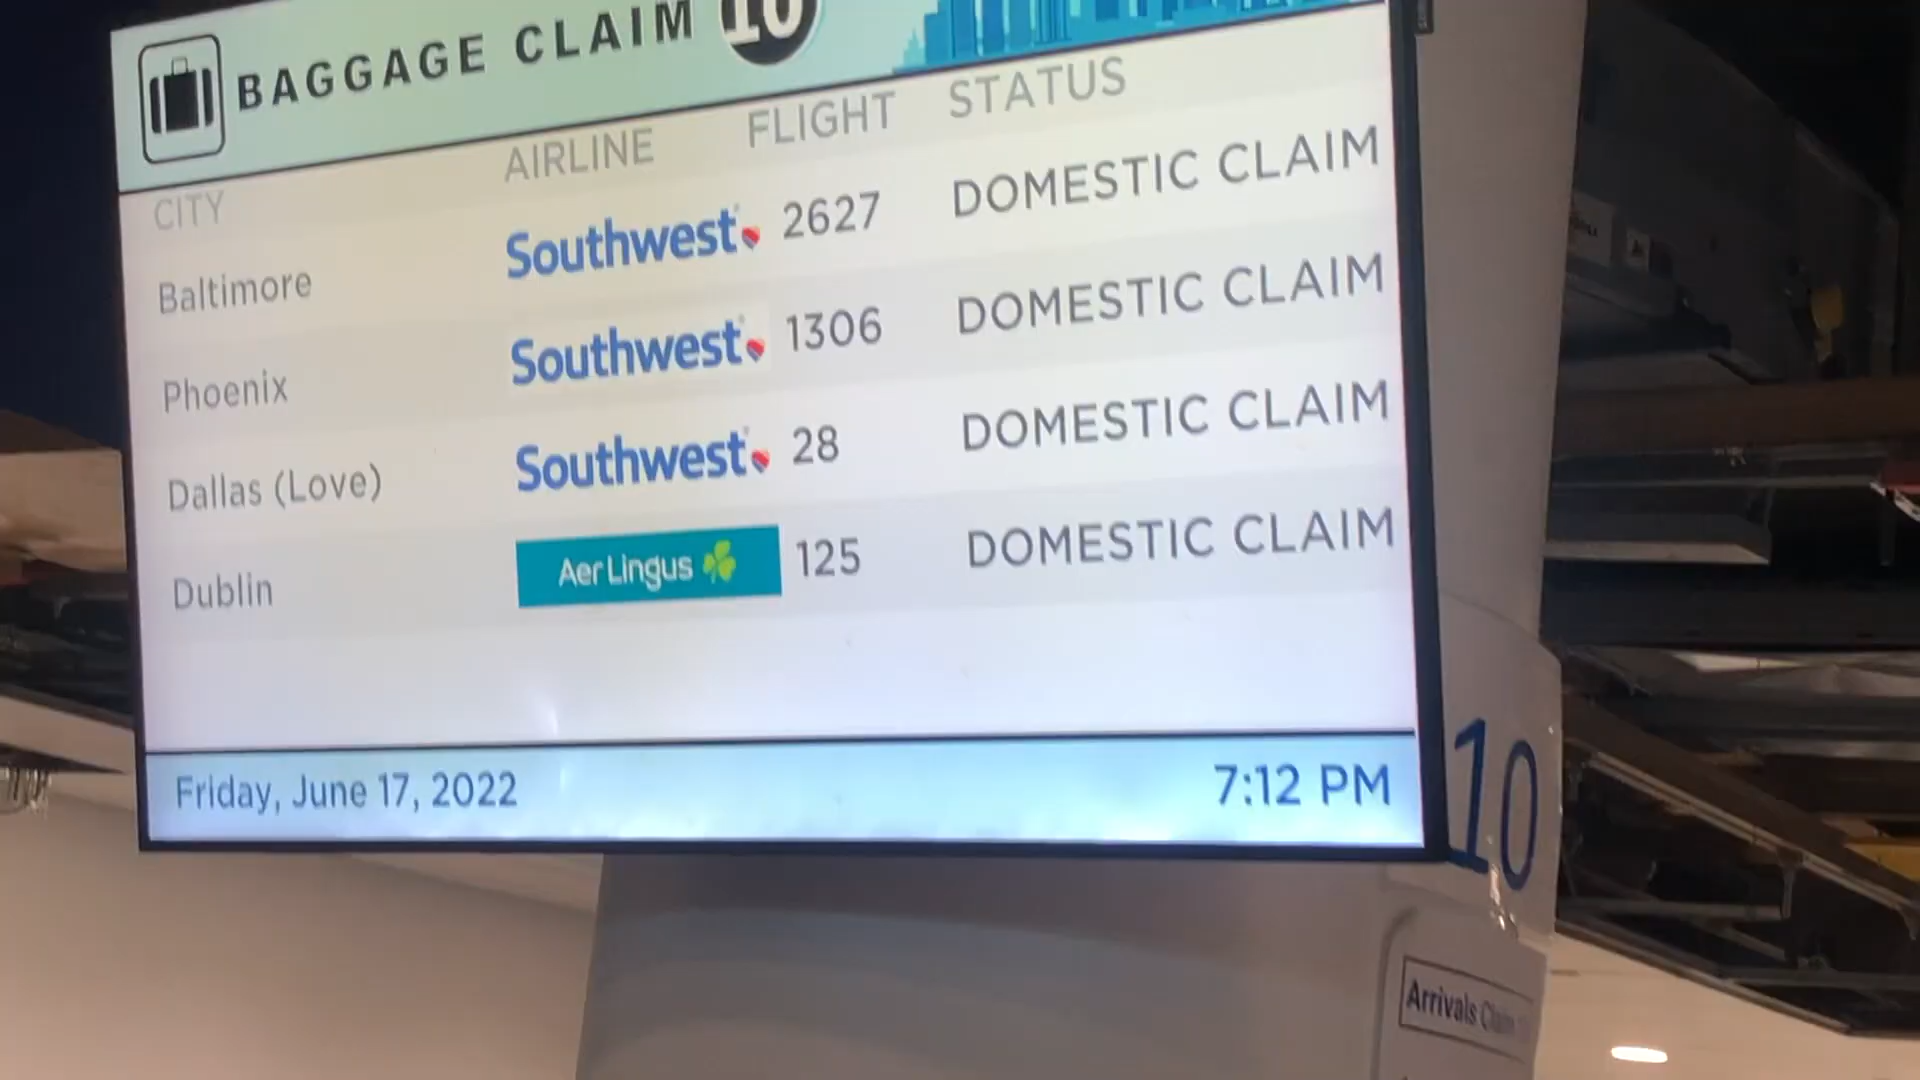 BAGGAGE CLAIM 10
CITY AIRLINE FLIGHT STATUS
Baltimore Southwest 2627 DOMESTIC CLAIM
Phoenix Southwest 1306 DOMESTIC CLAIM
Dallas (Love) Southwest 28 DOMESTIC CLAIM
Dublin Aer Lingus 125 DOMESTIC CLAIM
Friday, June 17, 2022 7:12 PM
10
Arrivals